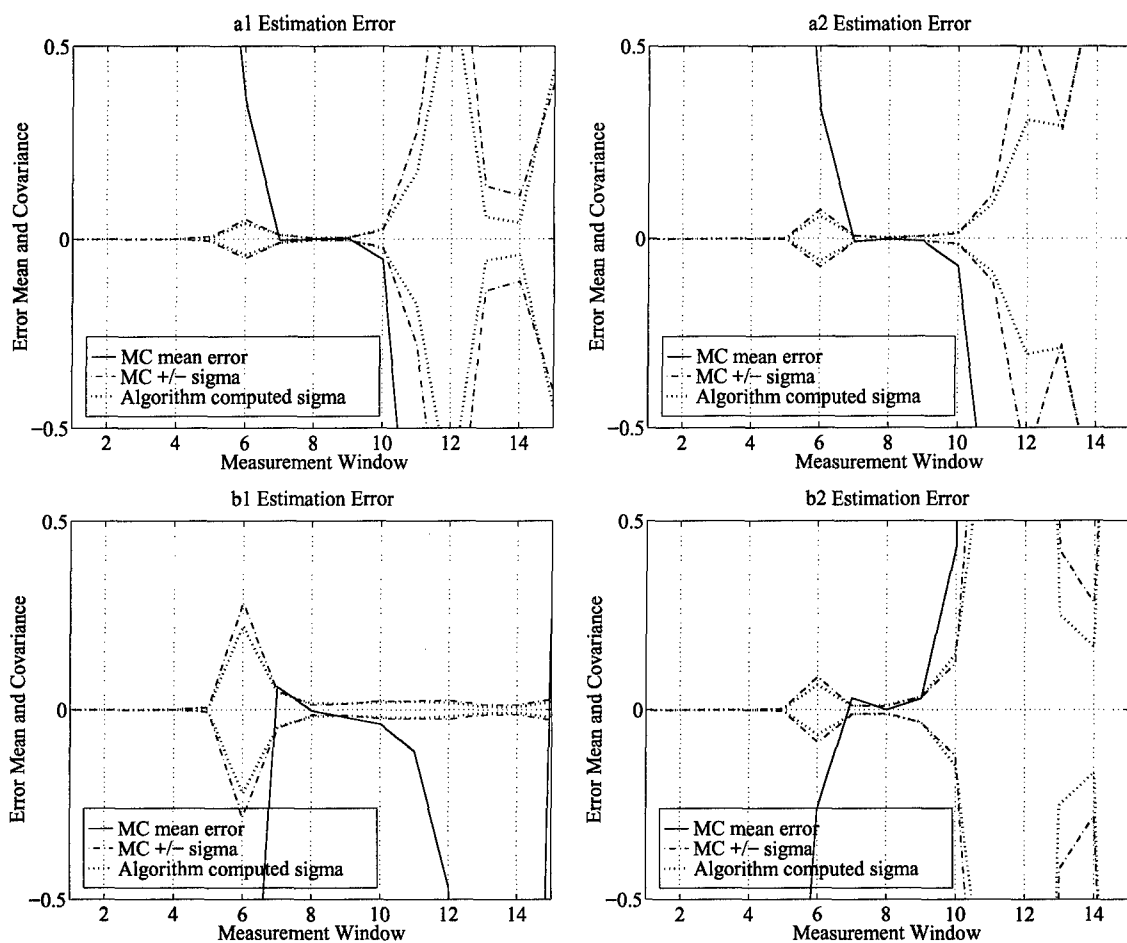 a1 Estimation Error
0.5
0
−0.5
Error Mean and Covariance
MC mean error
MC +/− sigma
Algorithm computed sigma
2 4 6 8 10 12 14
Measurement Window
a2 Estimation Error
0.5
0
−0.5
Error Mean and Covariance
MC mean error
MC +/− sigma
Algorithm computed sigma
2 4 6 8 10 12 14
Measurement Window
b1 Estimation Error
0.5
0
−0.5
Error Mean and Covariance
MC mean error
MC +/− sigma
Algorithm computed sigma
2 4 6 8 10 12 14
Measurement Window
b2 Estimation Error
0.5
0
−0.5
Error Mean and Covariance
MC mean error
MC +/− sigma
Algorithm computed sigma
2 4 6 8 10 12 14
Measurement Window